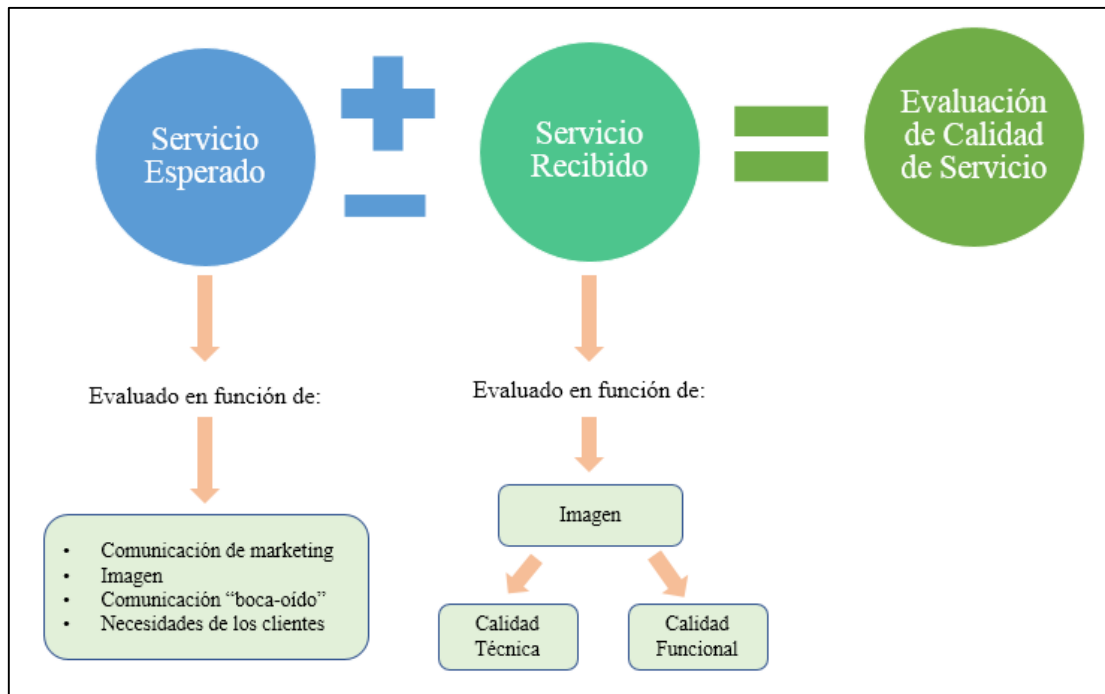 Servicio
Esperado
Servicio
Recibido
Evaluación
de Calidad
de Servicio
Evaluado en función de:
Evaluado en función de:
• Comunicación de marketing
• Imagen
• Comunicación “boca-oído”
• Necesidades de los clientes
Imagen
Calidad
Técnica
Calidad
Funcional